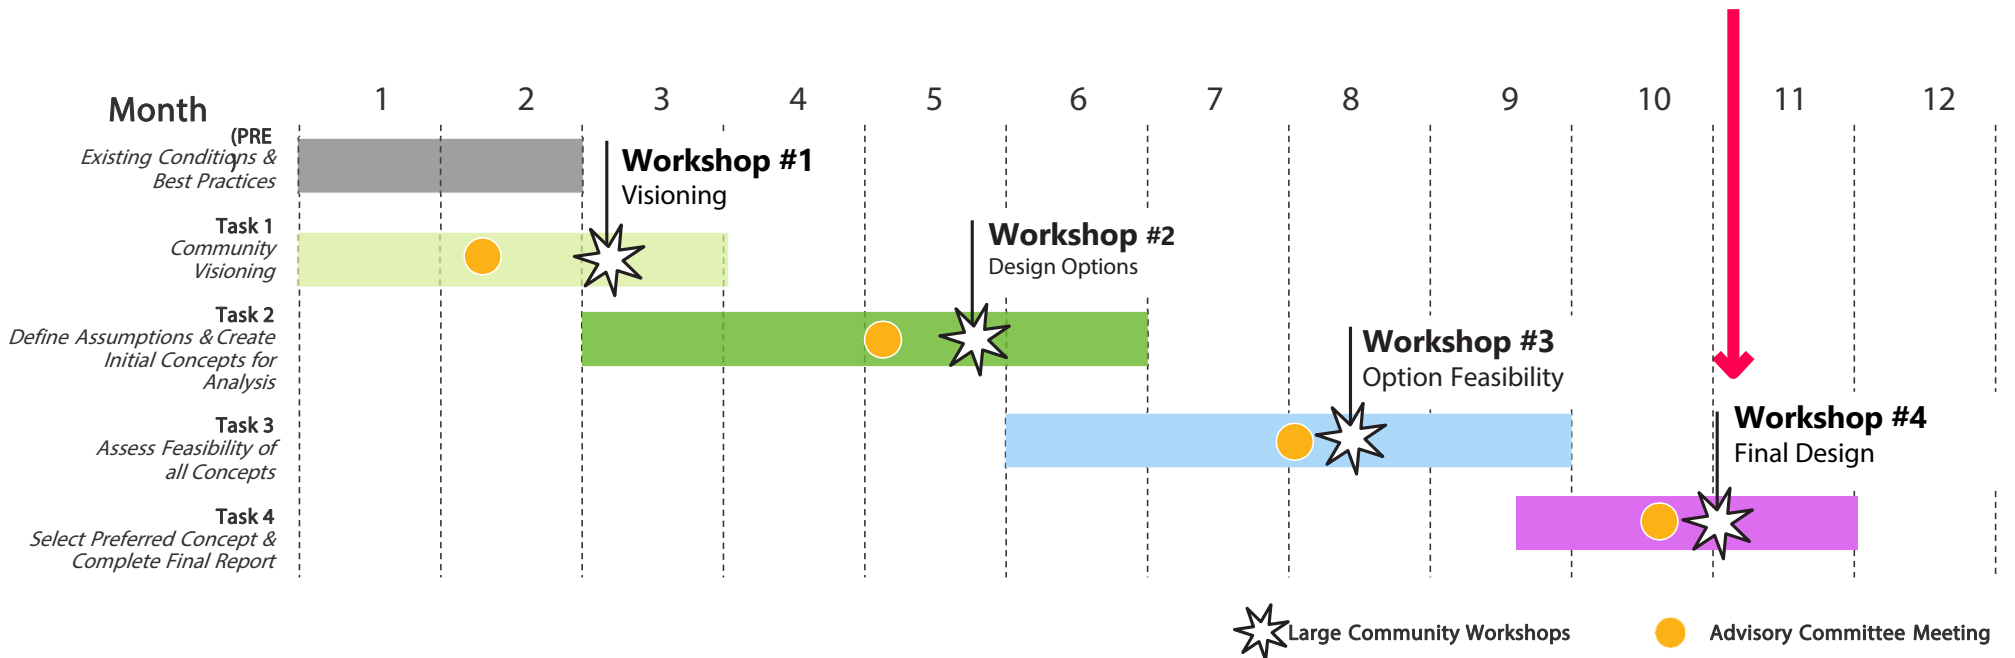 Month 1 2 3 4 5 6 7 8 9 10 11 12
(PRE
)
Existing Conditions &
Best Practices
Workshop #1
Visioning
Task 1
Community
Visioning
Workshop #2
Design Options
Task 2
Define Assumptions & Create
Initial Concepts for
Analysis
Workshop #3
Option Feasibility
Task 3
Assess Feasibility of
all Concepts
Workshop #4
Final Design
Task 4
Select Preferred Concept &
Complete Final Report
Large Community Workshops
Advisory Committee Meeting